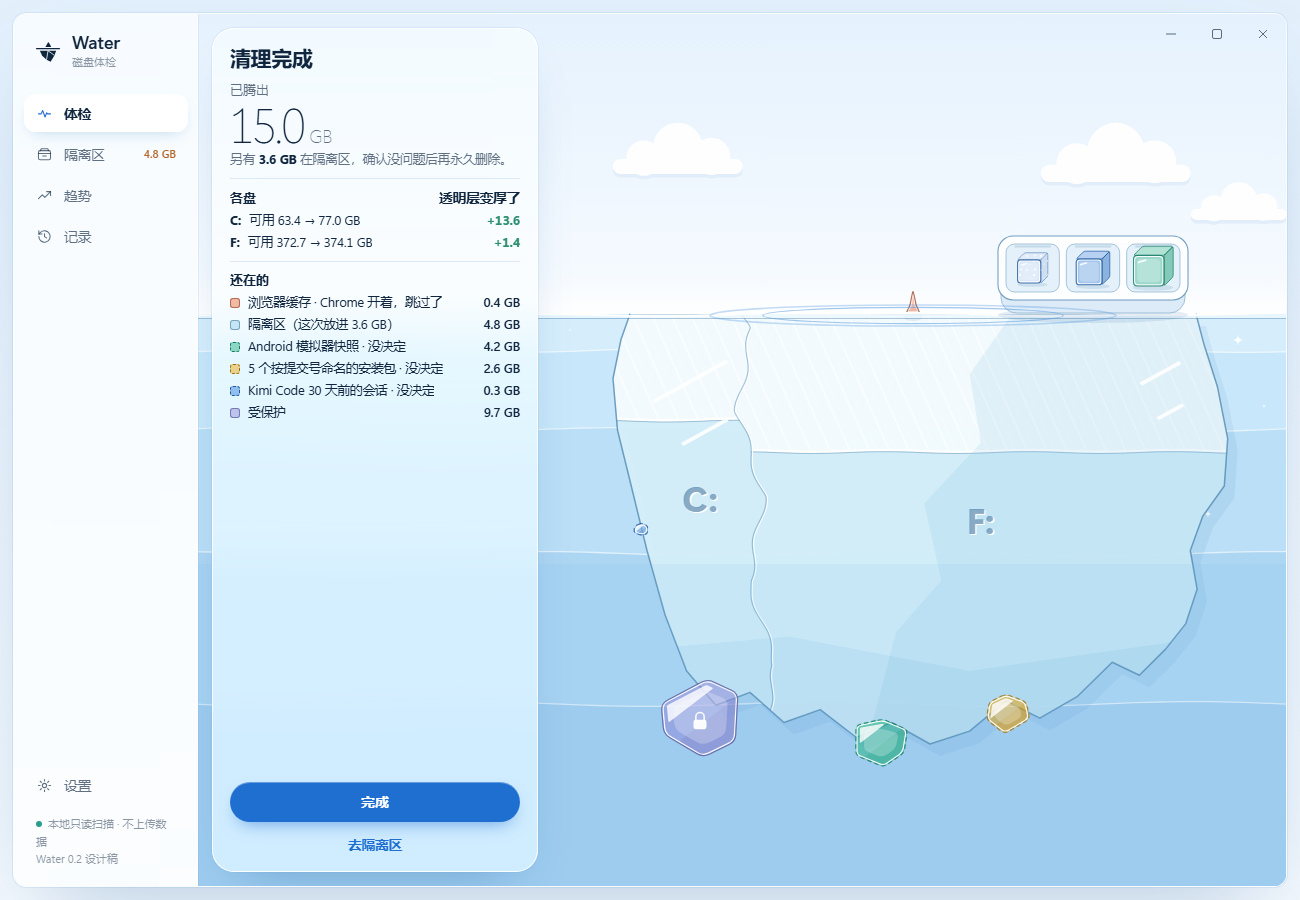 Water
磁盘体检
体检
隔离区 4.8 GB
趋势
记录
设置
本地只读扫描 · 不上传数
据
Water 0.2 设计稿
清理完成
已腾出
15.0 GB
另有 3.6 GB 在隔离区，确认没问题后再永久删除。
各盘 透明层变厚了
C: 可用 63.4 → 77.0 GB +13.6
F: 可用 372.7 → 374.1 GB +1.4
还在的
浏览器缓存 · Chrome 开着，跳过了 0.4 GB
隔离区（这次放进 3.6 GB） 4.8 GB
Android 模拟器快照 · 没决定 4.2 GB
5 个按提交号命名的安装包 · 没决定 2.6 GB
Kimi Code 30 天前的会话 · 没决定 0.3 GB
受保护 9.7 GB
完成
去隔离区
C:
F: